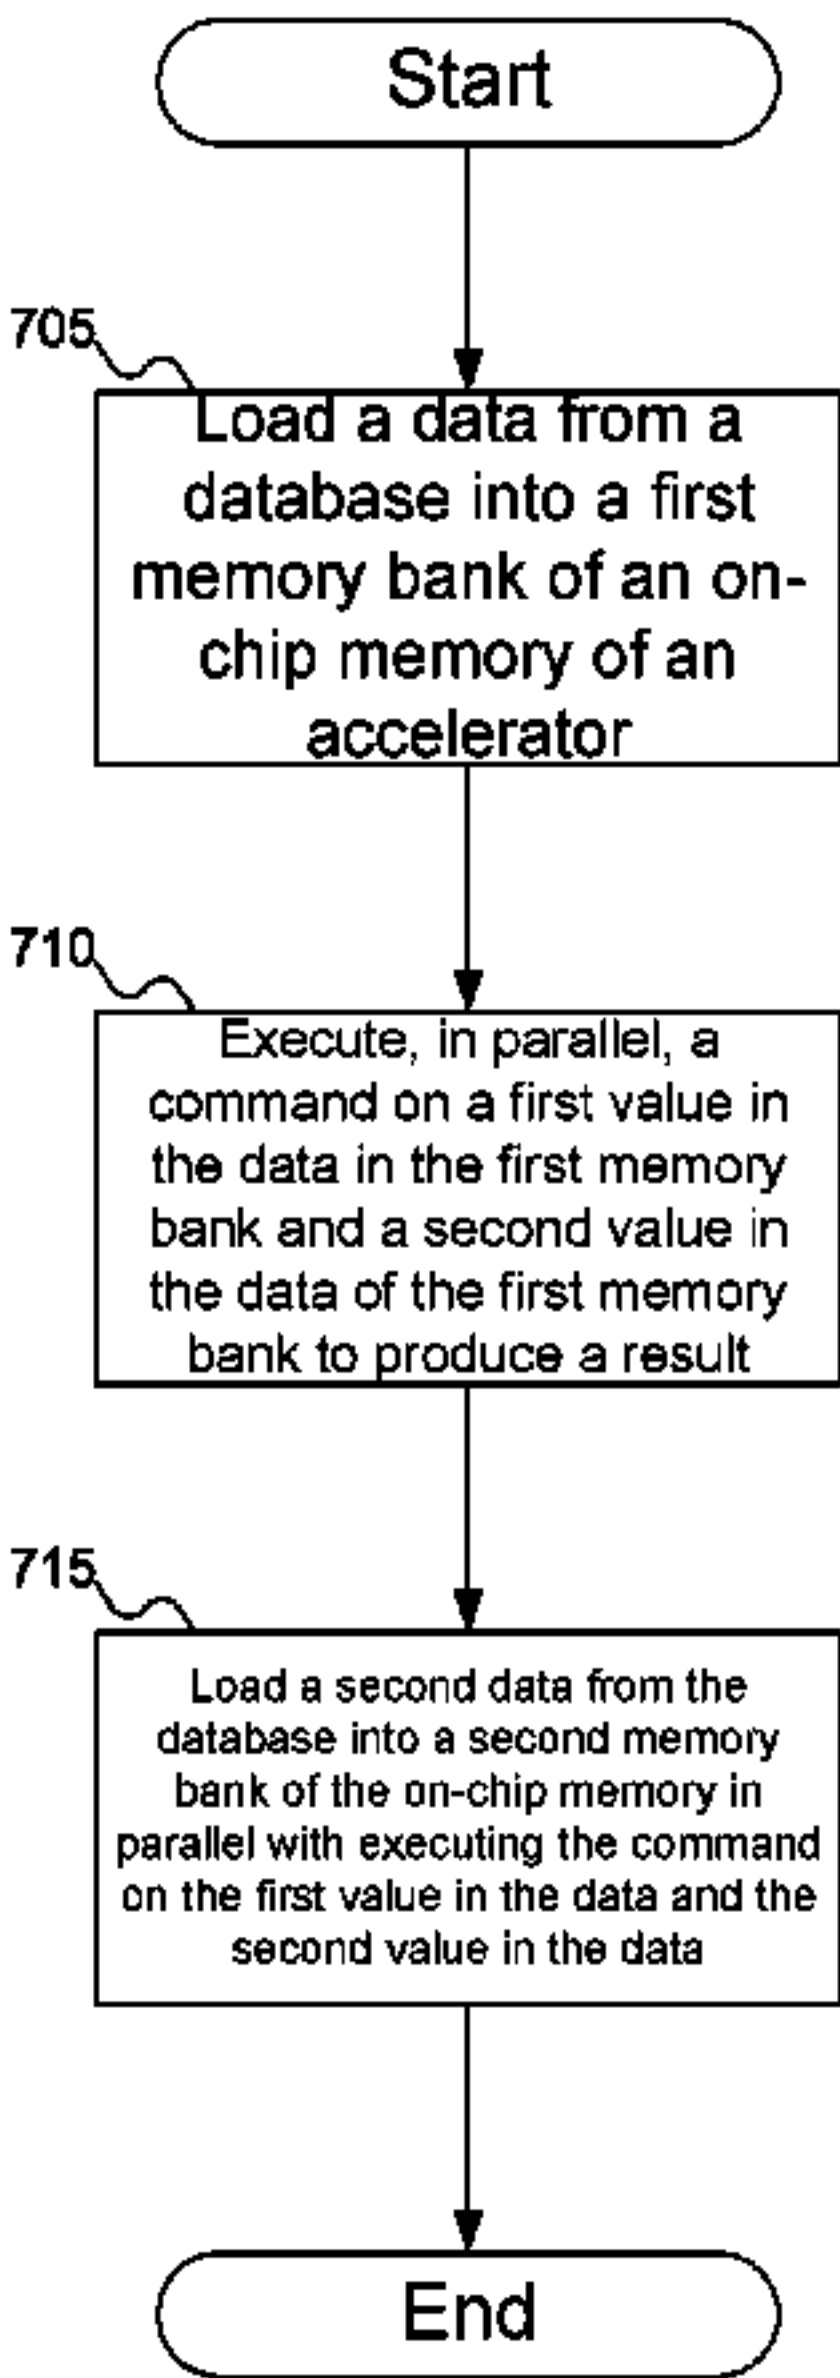 Start
705
Load a data from a
database into a first
memory bank of an on-
chip memory of an
accelerator
710
Execute, in parallel, a
command on a first value in
the data in the first memory
bank and a second value in
the data of the first memory
bank to produce a result
715
Load a second data from the
database into a second memory
bank of the on-chip memory in
parallel with executing the command
on the first value in the data and the
second value in the data
End